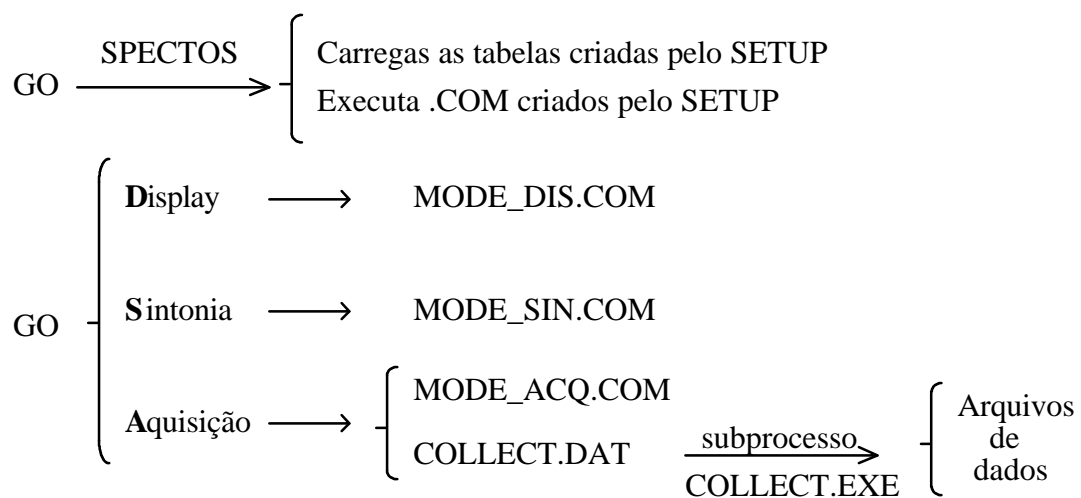 SPECTOS
GO
Carregas as tabelas criadas pelo SETUP
Executa .COM criados pelo SETUP
GO
Display
MODE_DIS.COM
Sintonia
MODE_SIN.COM
Aquisição
MODE_ACQ.COM
COLLECT.DAT
subprocesso
COLLECT.EXE
Arquivos
de
dados